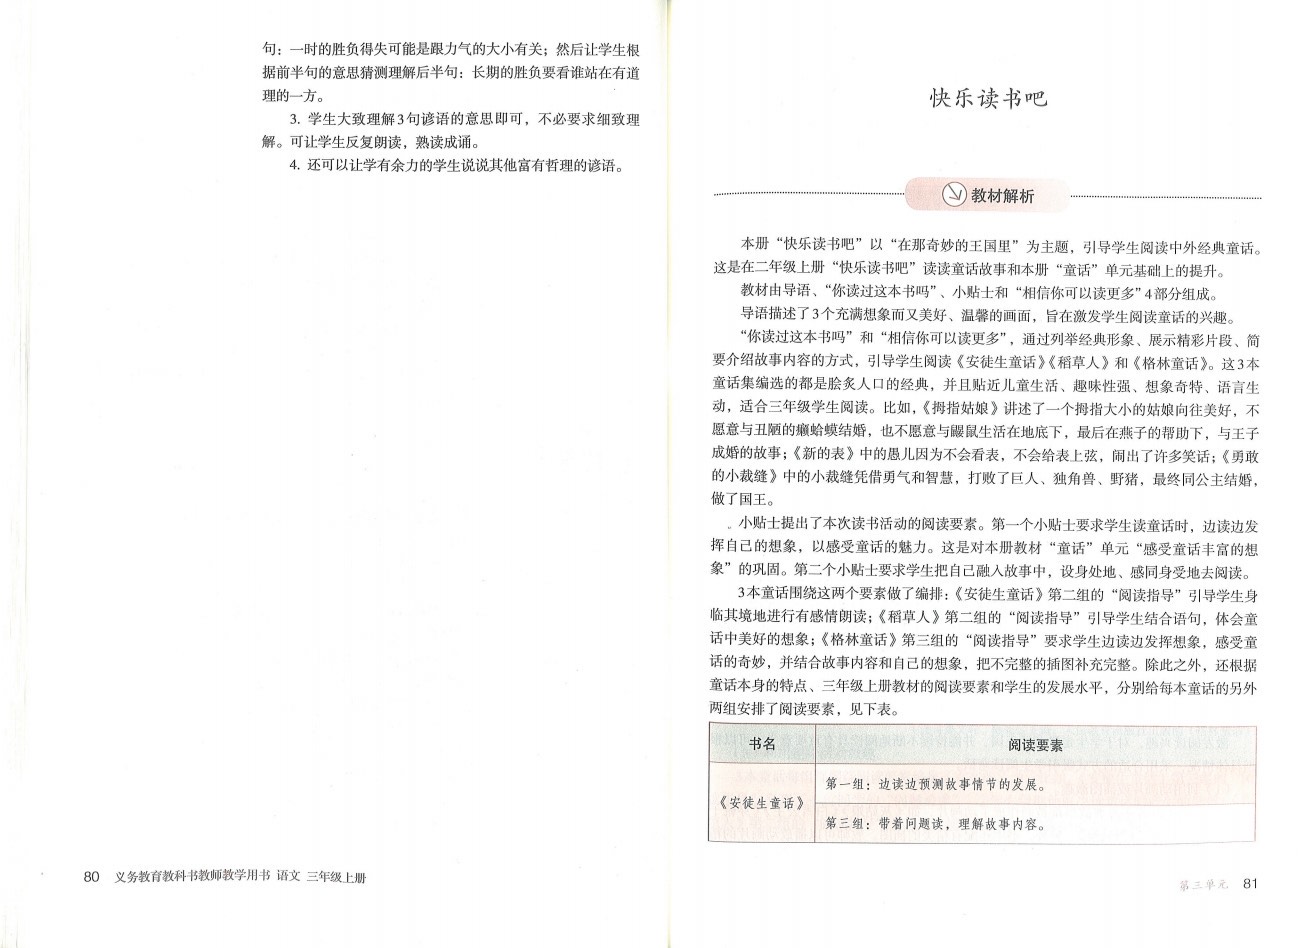 句：一时的胜负得失可能是跟力气的大小有关；然后让学生根
据前半句的意思猜测理解后半句：长期的胜负要看谁站在有道
理的一方。
3. 学生大致理解3句谚语的意思即可，不必要求细致理
解。可让学生反复朗读，熟读成诵。
4. 还可以让学有余力的学生说说其他富有哲理的谚语。
80 义务教育教科书教师教学用书 语文 三年级上册
快乐读书吧
教材解析
本册“快乐读书吧”以“在那奇妙的王国里”为主题，引导学生阅读中外经典童话。
这是在二年级上册“快乐读书吧”读读童话故事和本册“童话”单元基础上的提升。
教材由导语、“你读过这本书吗”、小贴士和“相信你可以读更多”4部分组成。
导语描述了3个充满想象而又美好、温馨的画面，旨在激发学生阅读童话的兴趣。
“你读过这本书吗”和“相信你可以读更多”，通过列举经典形象、展示精彩片段、简
要介绍故事内容的方式，引导学生阅读《安徒生童话》《稻草人》和《格林童话》。这3本
童话集编选的都是脍炙人口的经典，并且贴近儿童生活、趣味性强、想象奇特、语言生
动，适合三年级学生阅读。比如，《拇指姑娘》讲述了一个拇指大小的姑娘向往美好，不
愿意与丑陋的癞蛤蟆结婚，也不愿意与鼹鼠生活在地底下，最后在燕子的帮助下，与王子
成婚的故事；《新的表》中的愚儿因为不会看表，不会给表上弦，闹出了许多笑话；《勇敢
的小裁缝》中的小裁缝凭借勇气和智慧，打败了巨人、独角兽、野猪，最终同公主结婚，
做了国王。
小贴士提出了本次读书活动的阅读要素。第一个小贴士要求学生读童话时，边读边发
挥自己的想象，以感受童话的魅力。这是对本册教材“童话”单元“感受童话丰富的想
象”的巩固。第二个小贴士要求学生把自己融入故事中，设身处地、感同身受地去阅读。
3本童话围绕这两个要素做了编排：《安徒生童话》第二组的“阅读指导”引导学生身
临其境地进行有感情朗读；《稻草人》第二组的“阅读指导”引导学生结合语句，体会童
话中美好的想象；《格林童话》第三组的“阅读指导”要求学生边读边发挥想象，感受童
话的奇妙，并结合故事内容和自己的想象，把不完整的插图补充完整。除此之外，还根据
童话本身的特点、三年级上册教材的阅读要素和学生的发展水平，分别给每本童话的另外
两组安排了阅读要素，见下表。
书名 阅读要素
《安徒生童话》
第一组：边读边预测故事情节的发展。
第三组：带着问题读，理解故事内容。
第三单元 81